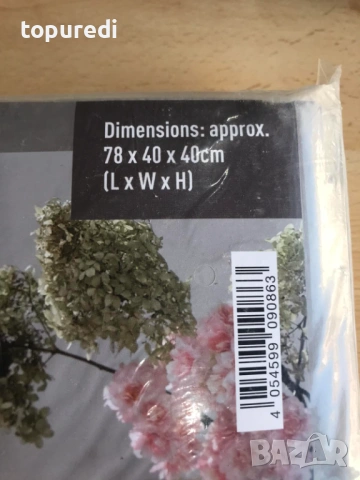 topuredi
Dimensions: approx.
78 x 40 x 40cm
(L x W x H)
4 054599 090863
BAZAR